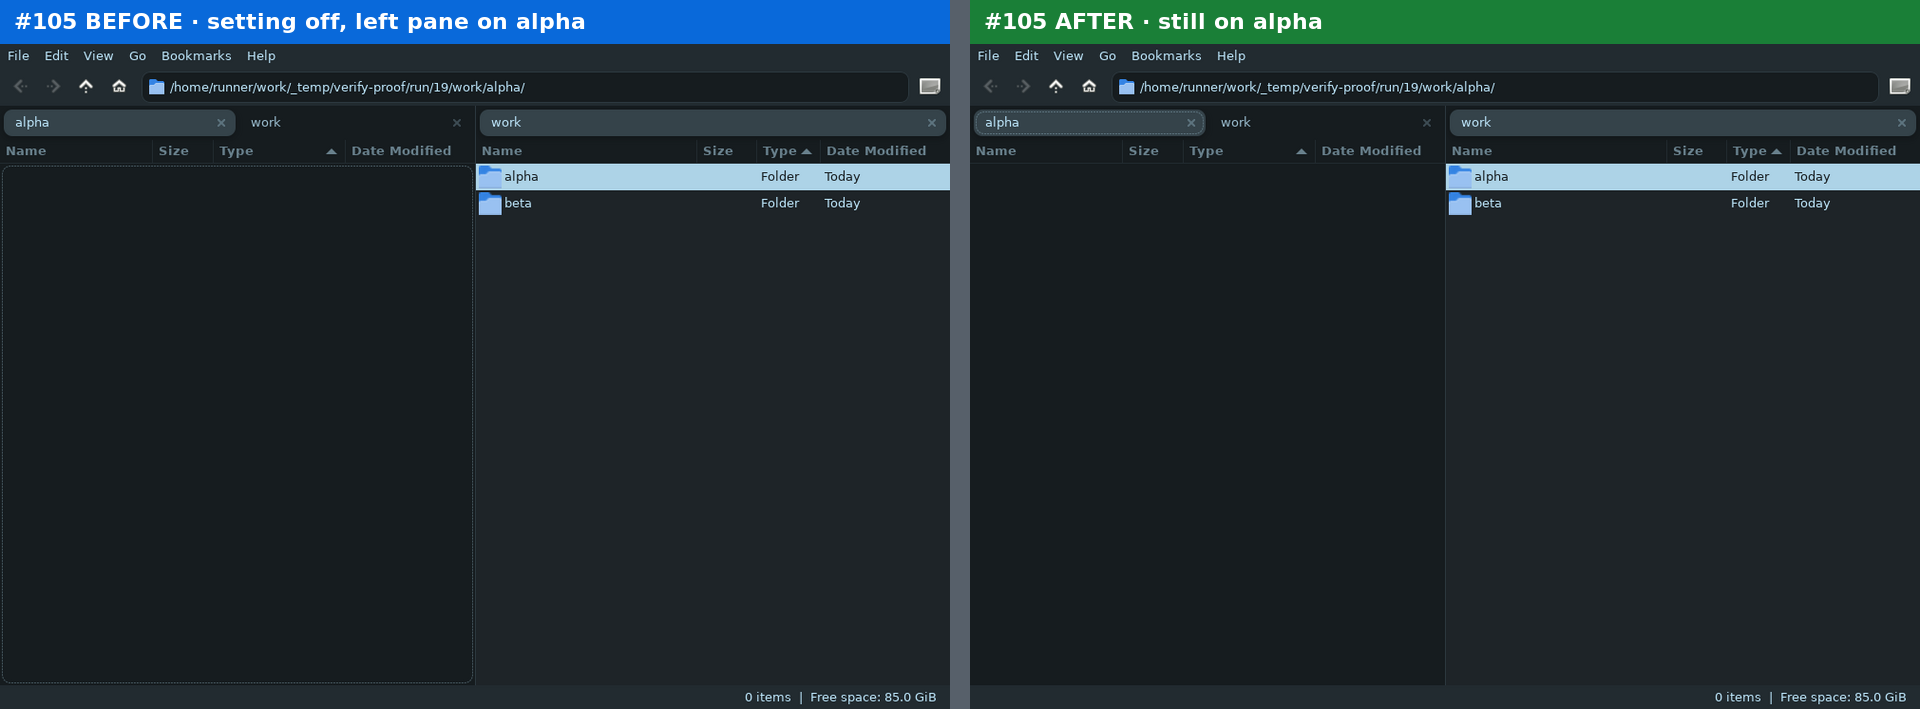 #105 BEFORE · setting off, left pane on alpha
File Edit View Go Bookmarks Help
/home/runner/work/_temp/verify-proof/run/19/work/alpha/
alpha work work
Name Size Type Date Modified Name Size Type Date Modified
alpha Folder Today
beta Folder Today
0 items | Free space: 85.0 GiB
#105 AFTER · still on alpha
File Edit View Go Bookmarks Help
/home/runner/work/_temp/verify-proof/run/19/work/alpha/
alpha work work
Name Size Type Date Modified Name Size Type Date Modified
alpha Folder Today
beta Folder Today
0 items | Free space: 85.0 GiB